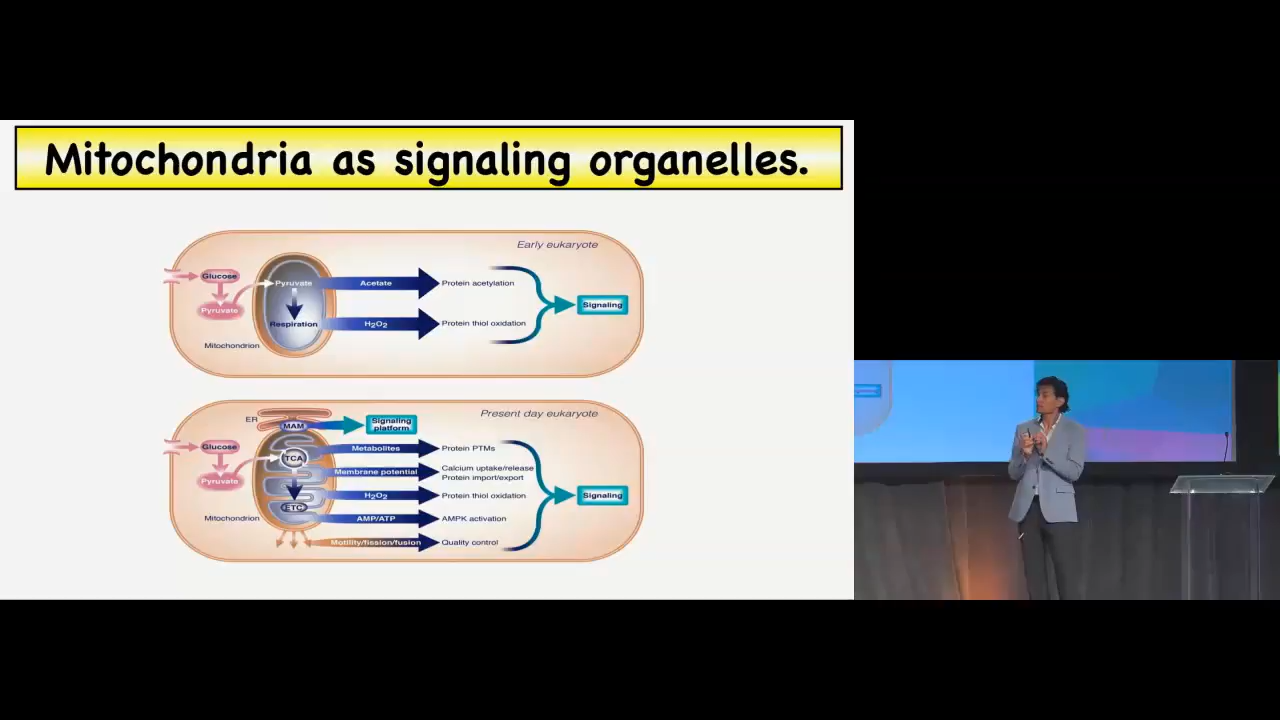 Mitochondria as signaling organelles.
Early eukaryote
Glucose
Pyruvate
Pyruvate
Respiration
Mitochondrion
Acetate
H₂O₂
Protein acetylation
Protein thiol oxidation
Signaling
Present day eukaryote
ER
MAM
Signaling
platform
Glucose
Pyruvate
TCA
ETC
Mitochondrion
Metabolites
Protein PTMs
Membrane potential
Calcium uptake/release
Protein import/export
H₂O₂
Protein thiol oxidation
AMP/ATP
AMPK activation
Motility/fission/fusion
Quality control
Signaling